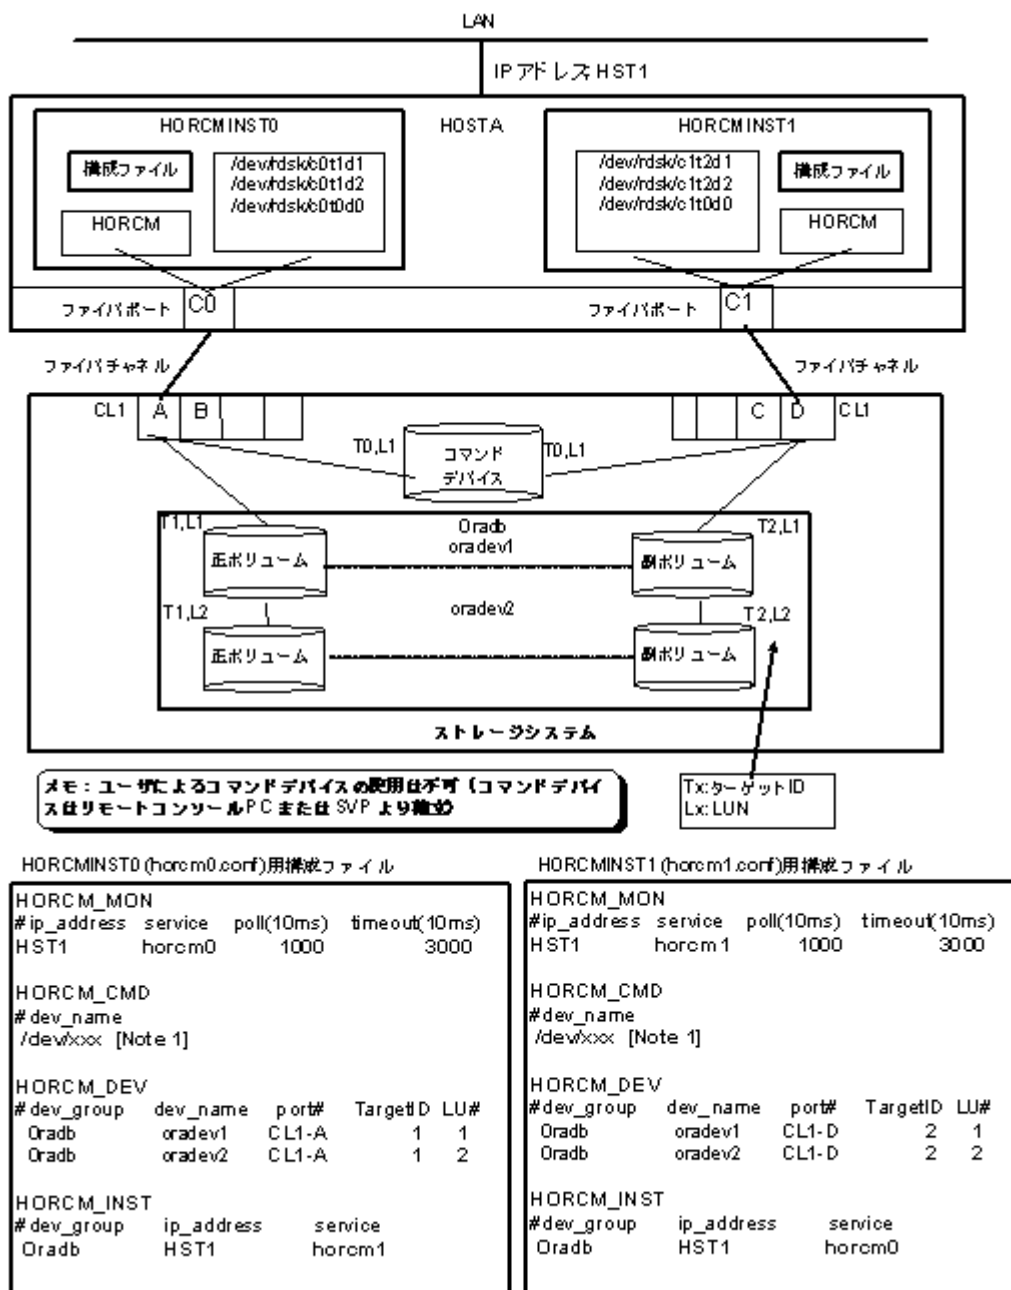 LAN
IPアドレス:HST1
HORCMINST0
HOSTA
HORCMINST1
構成ファイル
/dev/rdsk/c0t1d1
/dev/rdsk/c0t1d2
/dev/rdsk/c0t0d0
HORCM
/dev/rdsk/c1t2d1
/dev/rdsk/c1t2d2
/dev/rdsk/c1t0d0
構成ファイル
HORCM
ファイバポート
C0
ファイバポート
C1
ファイバチャネル
ファイバチャネル
CL1
A
B
C
D
CL1
T0,L1
コマンド
デバイス
T0,L1
T1,L1
Oradb
oradev1
T2,L1
正ボリューム
副ボリューム
T1,L2
oradev2
T2,L2
正ボリューム
副ボリューム
ストレージシステム
メモ：ユーザによるコマンドデバイスの使用は不可（コマンドデバイ
スはリモートコンソールPCまたはSVPより確立）
Tx:ターゲットID
Lx:LUN
HORCMINST0(horcm0.conf)用構成ファイル
HORCM_MON
#ip_address service poll(10ms) timeout(10ms)
HST1 horcm0 1000 3000
HORCM_CMD
#dev_name
/dev/xxx [Note 1]
HORCM_DEV
#dev_group dev_name port# TargetID LU#
Oradb oradev1 CL1-A 1 1
Oradb oradev2 CL1-A 1 2
HORCM_INST
#dev_group ip_address service
Oradb HST1 horcm1
HORCMINST1(horcm1.conf)用構成ファイル
HORCM_MON
#ip_address service poll(10ms) timeout(10ms)
HST1 horcm1 1000 3000
HORCM_CMD
#dev_name
/dev/xxx [Note 1]
HORCM_DEV
#dev_group dev_name port# TargetID LU#
Oradb oradev1 CL1-D 2 1
Oradb oradev2 CL1-D 2 2
HORCM_INST
#dev_group ip_address service
Oradb HST1 horcm0